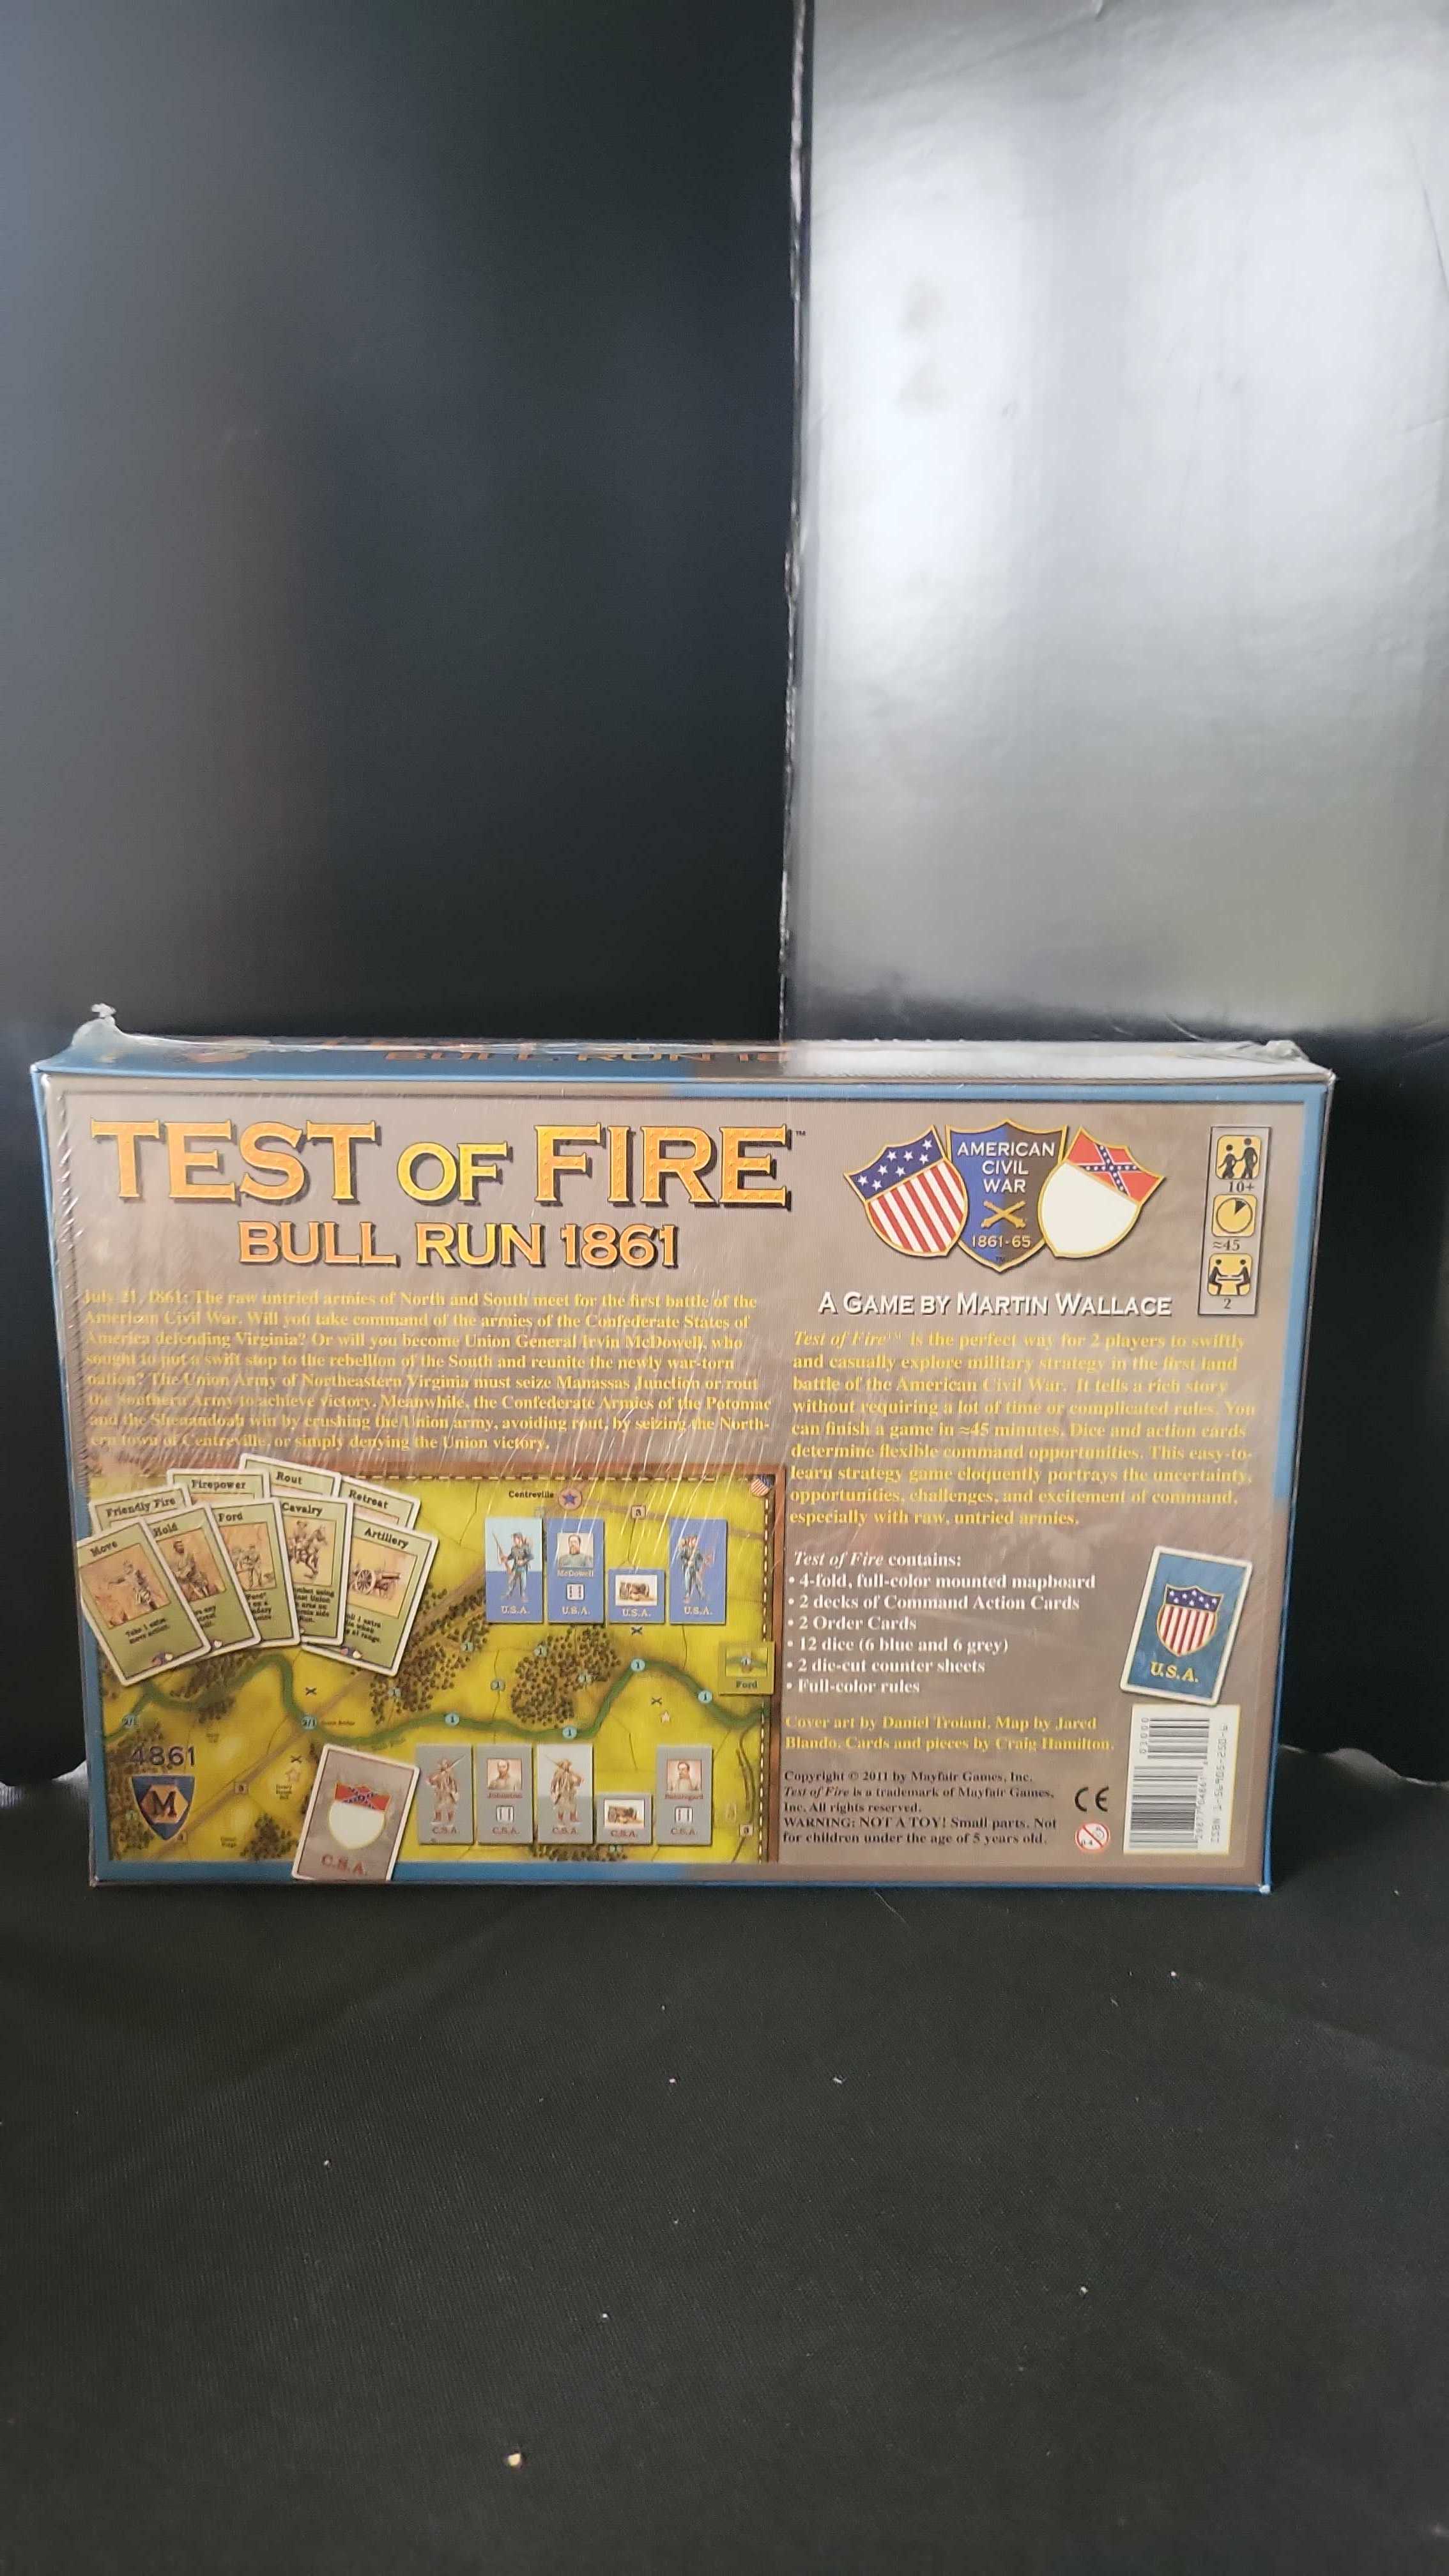 BULL RUN 18
TEST OF FIRE™
BULL RUN 1861
July 21, 1861: The raw untried armies of North and South meet for the first battle of the
American Civil War. Will you take command of the armies of the Confederate States of
America defending Virginia? Or will you become Union General Irvin McDowell, who
sought to put a swift stop to the rebellion of the South and reunite the newly war-torn
nation? The Union Army of Northeastern Virginia must seize Manassas Junction or rout
the Southern Army to achieve victory. Meanwhile, the Confederate Armies of the Potomac
and the Shenandoah win by crushing the Union army, avoiding rout, by seizing the North-
ern town of Centreville, or simply denying the Union victory.
AMERICAN
CIVIL
WAR
1861-65
10+
≈45
2
A GAME BY MARTIN WALLACE
Test of Fire™ is the perfect way for 2 players to swiftly
and casually explore military strategy in the first land
battle of the American Civil War. It tells a rich story
without requiring a lot of time or complicated rules. You
can finish a game in ≈45 minutes. Dice and action cards
determine flexible command opportunities. This easy-to-
learn strategy game eloquently portrays the uncertainty,
opportunities, challenges, and excitement of command,
especially with raw, untried armies.
Test of Fire contains:
• 4-fold, full-color mounted mapboard
• 2 decks of Command Action Cards
• 2 Order Cards
• 12 dice (6 blue and 6 grey)
• 2 die-cut counter sheets
• Full-color rules
Cover art by Daniel Troiani. Map by Jared
Blando. Cards and pieces by Craig Hamilton.
Copyright © 2011 by Mayfair Games, Inc.
Test of Fire is a trademark of Mayfair Games,
Inc. All rights reserved.
WARNING: NOT A TOY! Small parts. Not
for children under the age of 5 years old.
CE
U.S.A.
Firepower
Rout
Retreat
Friendly Fire
Hold
Ford
Cavalry
Artillery
Move
Centreville
McDowell
U.S.A.
U.S.A.
U.S.A.
U.S.A.
Ford
4861
M
C.S.A.
Johnston
Beauregard
C.S.A.
C.S.A.
C.S.A.
C.S.A.
C.S.A.